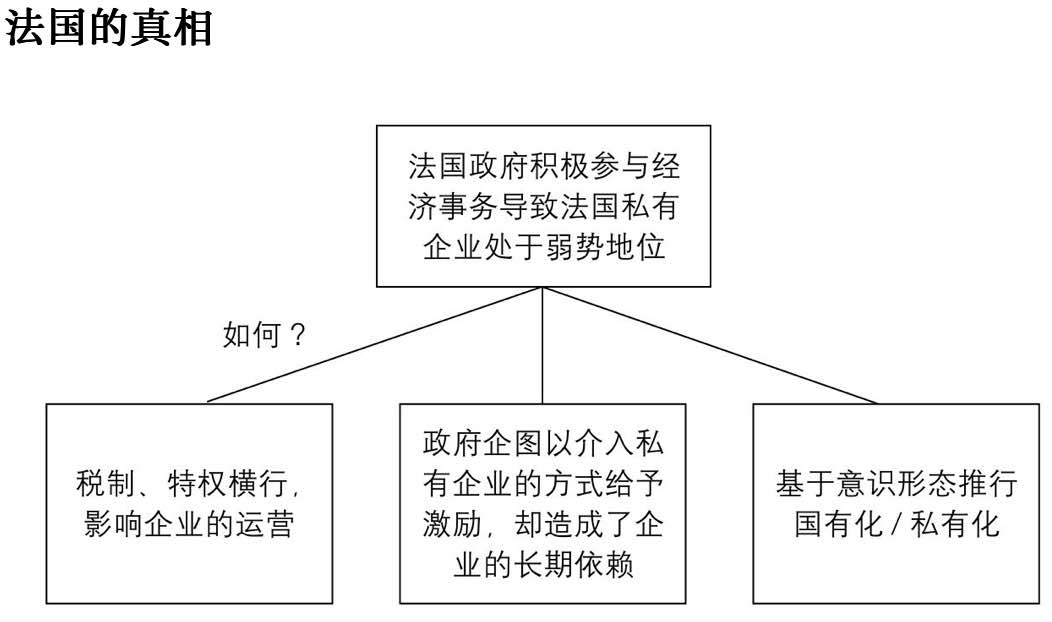 法国的真相
法国政府积极参与经
济事务导致法国私有
企业处于弱势地位
如何？
税制、特权横行，
影响企业的运营
政府企图以介入私
有企业的方式给予
激励，却造成了企
业的长期依赖
基于意识形态推行
国有化 / 私有化